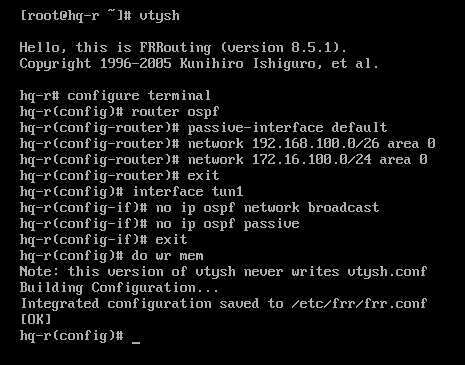 [root@hq-r ~]# vtysh
Hello, this is FRRouting (version 8.5.1).
Copyright 1996-2005 Kunihiro Ishiguro, et al.
hq-r# configure terminal
hq-r(config)# router ospf
hq-r(config-router)# passive-interface default
hq-r(config-router)# network 192.168.100.0/26 area 0
hq-r(config-router)# network 172.16.100.0/24 area 0
hq-r(config-router)# exit
hq-r(config)# interface tun1
hq-r(config-if)# no ip ospf network broadcast
hq-r(config-if)# no ip ospf passive
hq-r(config-if)# exit
hq-r(config)# do wr mem
Note: this version of vtysh never writes vtysh.conf
Building Configuration...
Integrated configuration saved to /etc/frr/frr.conf
[OK]
hq-r(config)# _